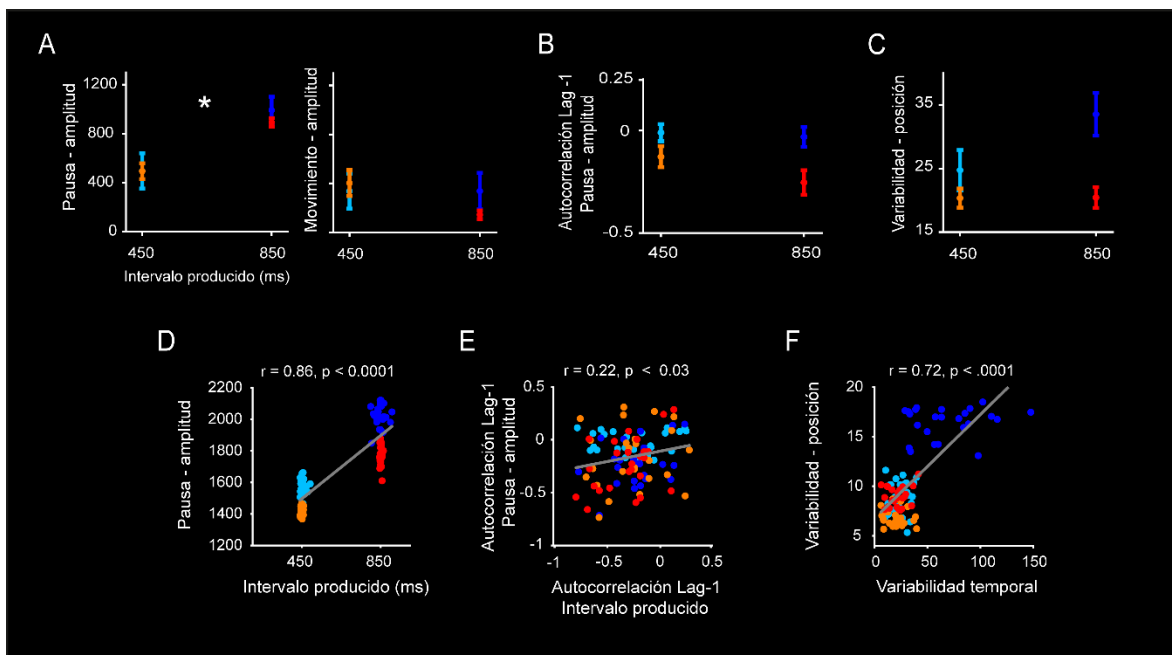 A
Pausa - amplitud
1200
800
400
0
*
450
850
Intervalo producido (ms)
Movimiento - amplitud
450
850
B
Autocorrelación Lag -1
Pausa - amplitud
0.25
0
-0.5
450
850
C
Variabilidad - posición
35
25
15
450
850
D
r = 0.86, p < 0.0001
Pausa - amplitud
2200
2000
1800
1600
1400
1200
450
850
Intervalo producido (ms)
E
r = 0.22, p < 0.03
Autocorrelación Lag-1
Pausa - amplitud
0.5
0
-0.5
-1
-1
-0.5
0
0.5
Autocorrelación Lag-1
Intervalo producido
F
r = 0.72, p < .0001
Variabilidad - posición
20
15
10
5
0
50
100
150
Variabilidad temporal